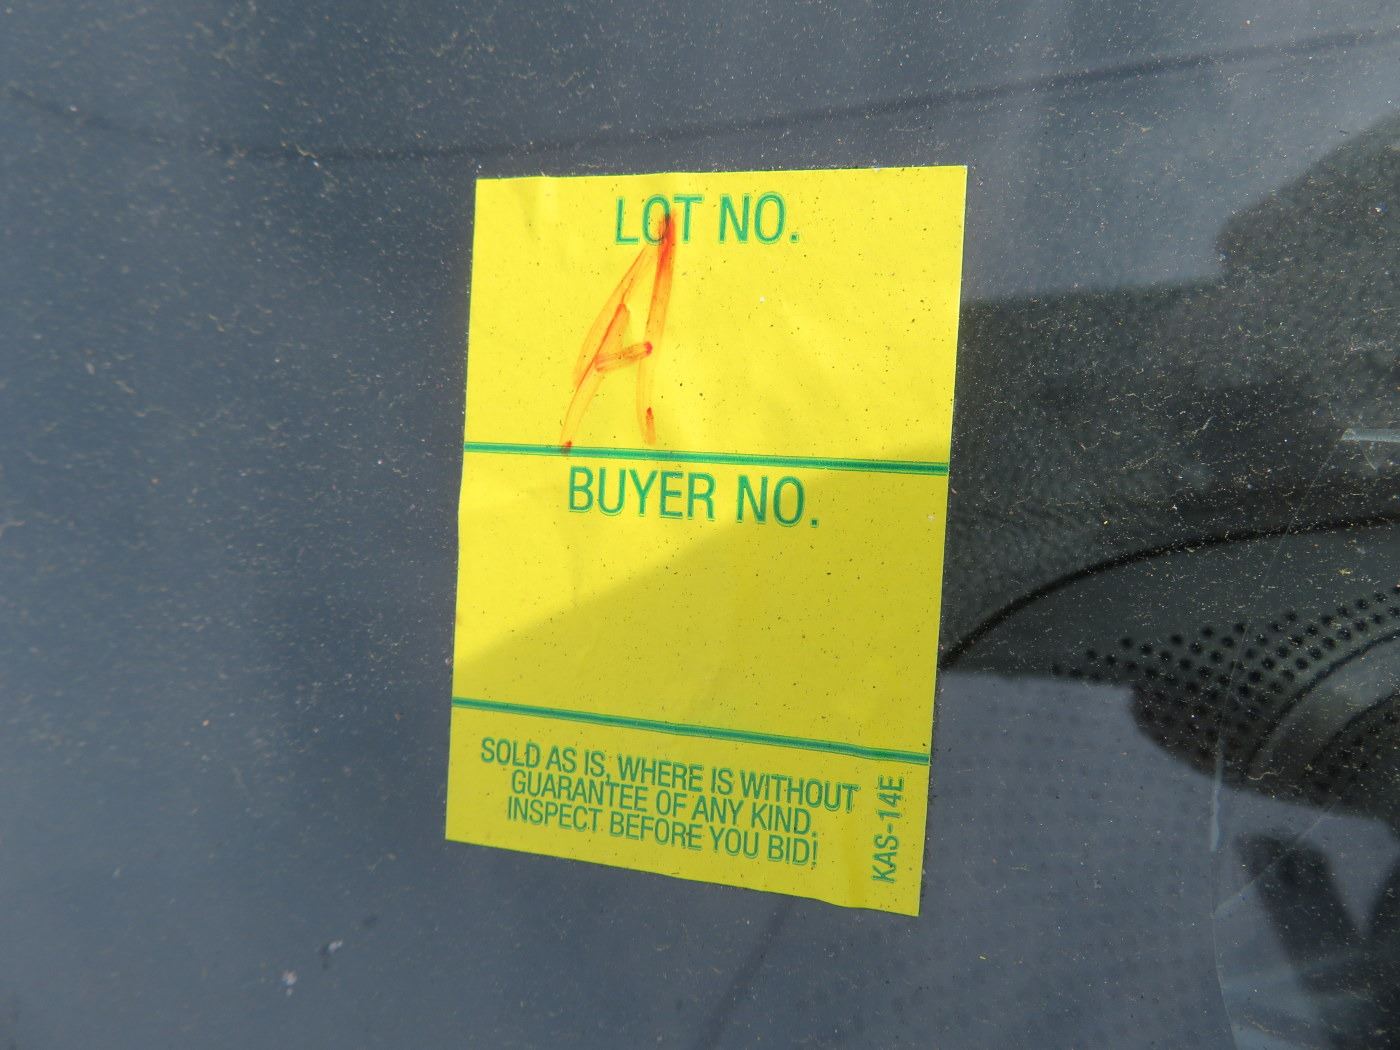 LOT NO.
A
BUYER NO.
SOLD AS IS, WHERE IS WITHOUT
GUARANTEE OF ANY KIND.
INSPECT BEFORE YOU BID!
KAS-14E